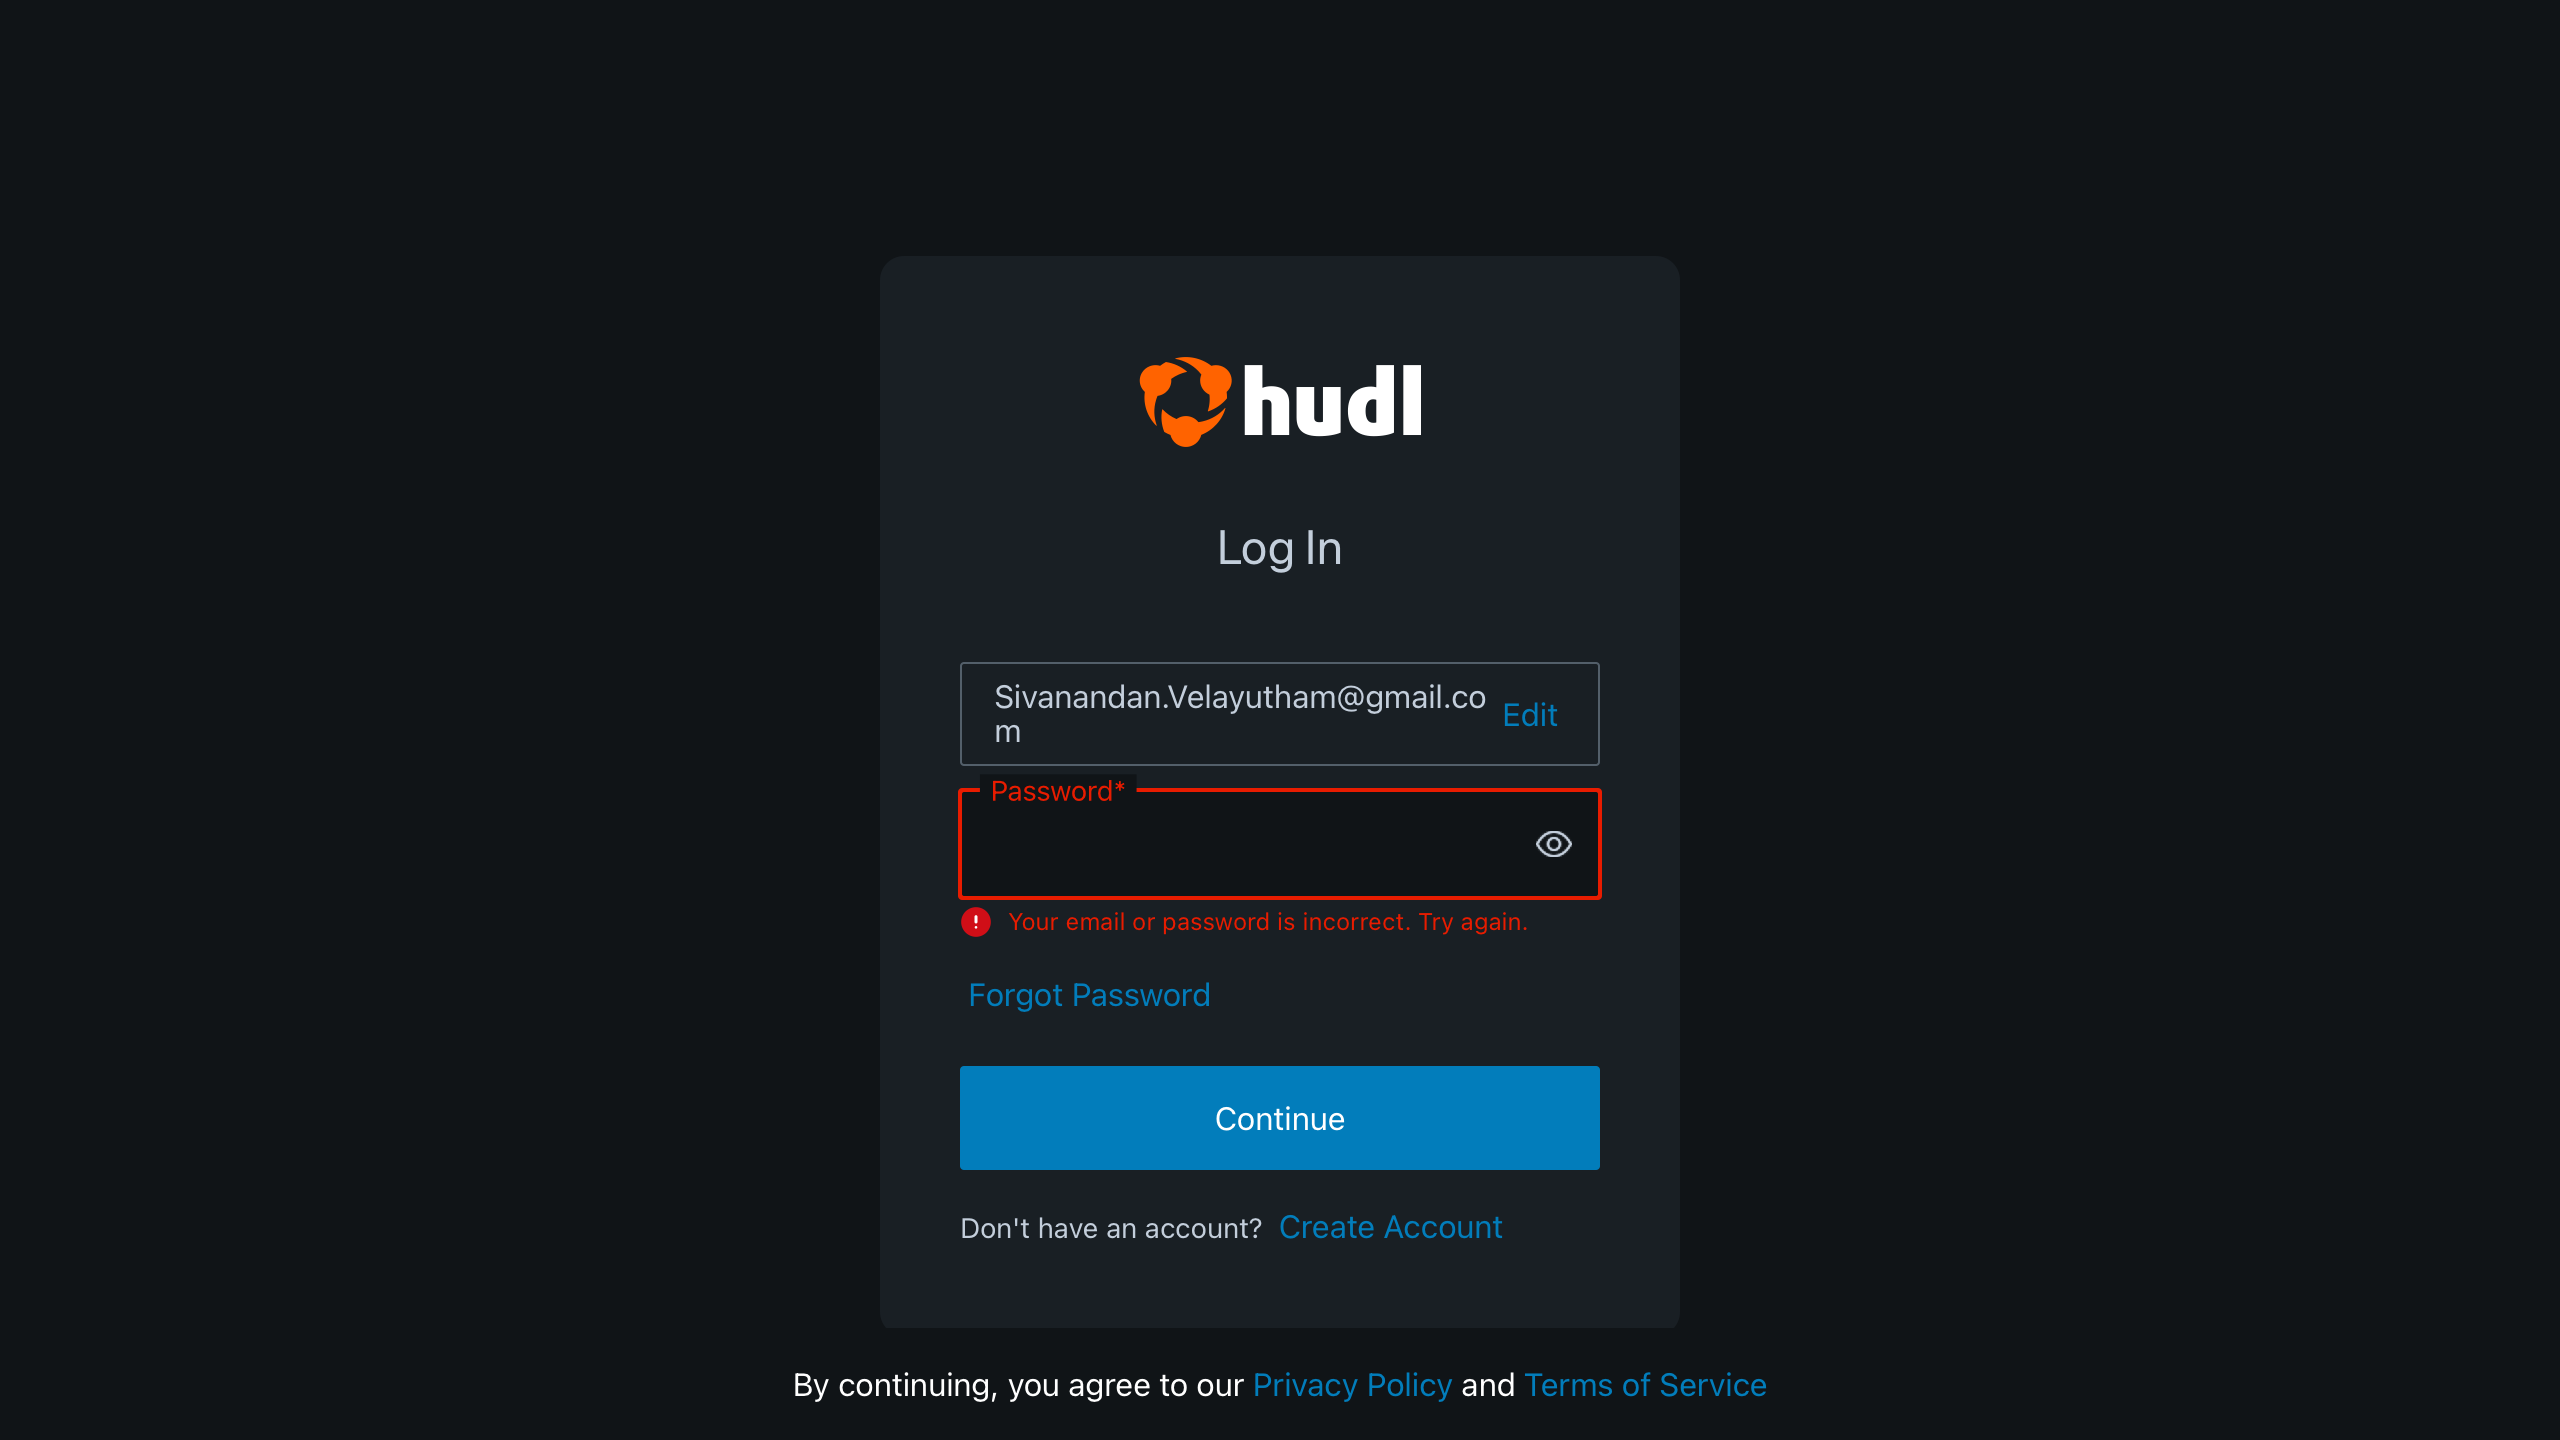 hudl
Log In
Sivanandan.Velayutham@gmail.co
m
Edit
Password*
Your email or password is incorrect. Try again.
Forgot Password
Continue
Don't have an account? Create Account
By continuing, you agree to our Privacy Policy and Terms of Service